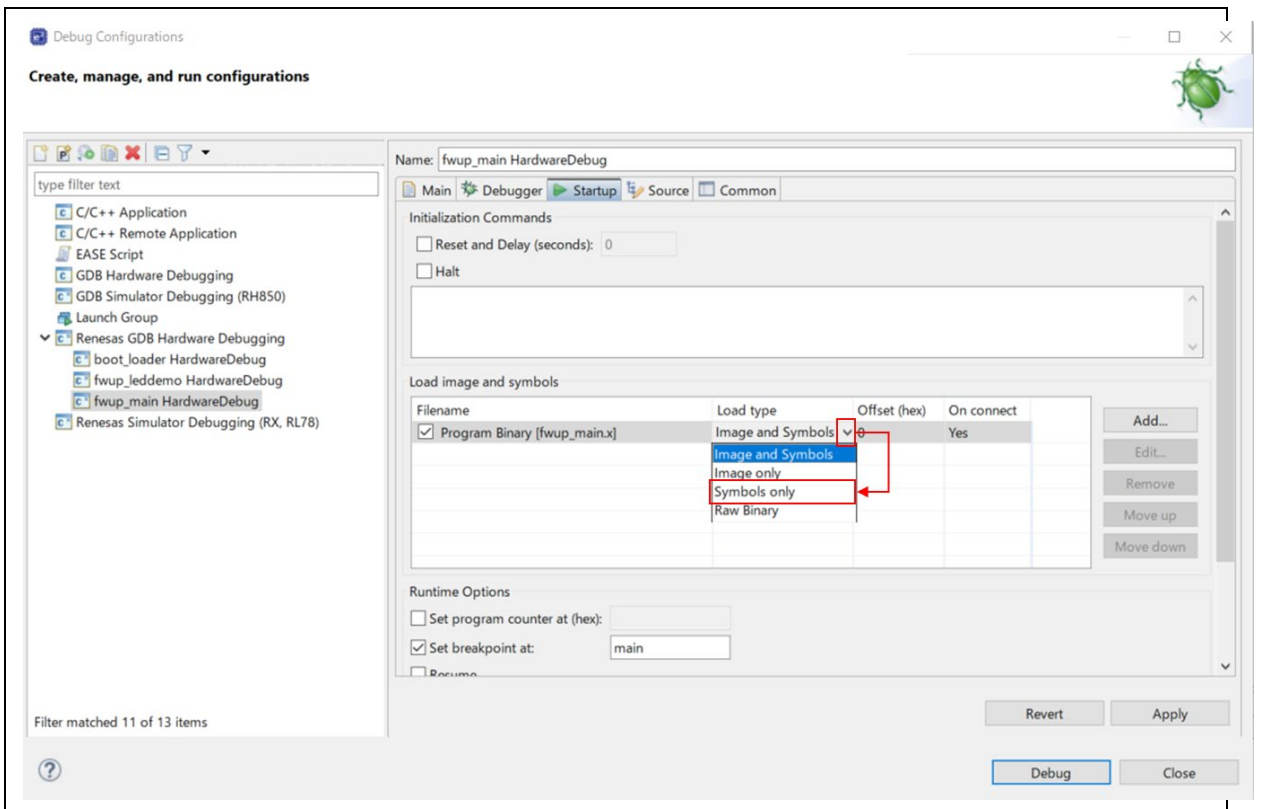 Debug Configurations
Create, manage, and run configurations
Name: fwup_main HardwareDebug
type filter text
Main Debugger Startup Source Common
C/C++ Application
C/C++ Remote Application
EASE Script
GDB Hardware Debugging
GDB Simulator Debugging (RH850)
Launch Group
Renesas GDB Hardware Debugging
boot_loader HardwareDebug
fwup_leddemo HardwareDebug
fwup_main HardwareDebug
Renesas Simulator Debugging (RX, RL78)
Filter matched 11 of 13 items
Initialization Commands
Reset and Delay (seconds): 0
Halt
Load image and symbols
Filename Load type Offset (hex) On connect
Program Binary [fwup_main.x] Image and Symbols 0 Yes
Image and Symbols
Image only
Symbols only
Raw Binary
Add...
Edit...
Remove
Move up
Move down
Runtime Options
Set program counter at (hex):
Set breakpoint at: main
Resume
Revert Apply
? Debug Close